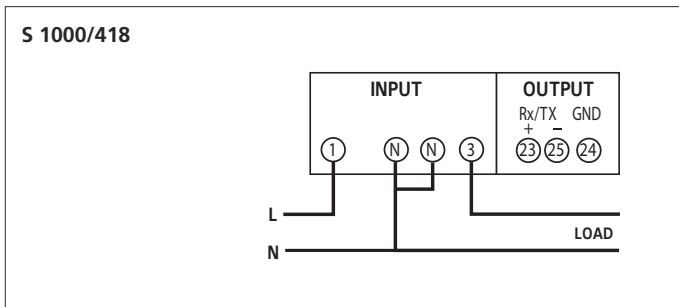 S 1000/418
INPUT
OUTPUT
Rx/TX GND
+ –
1 N N 3
23 25 24
L
LOAD
N